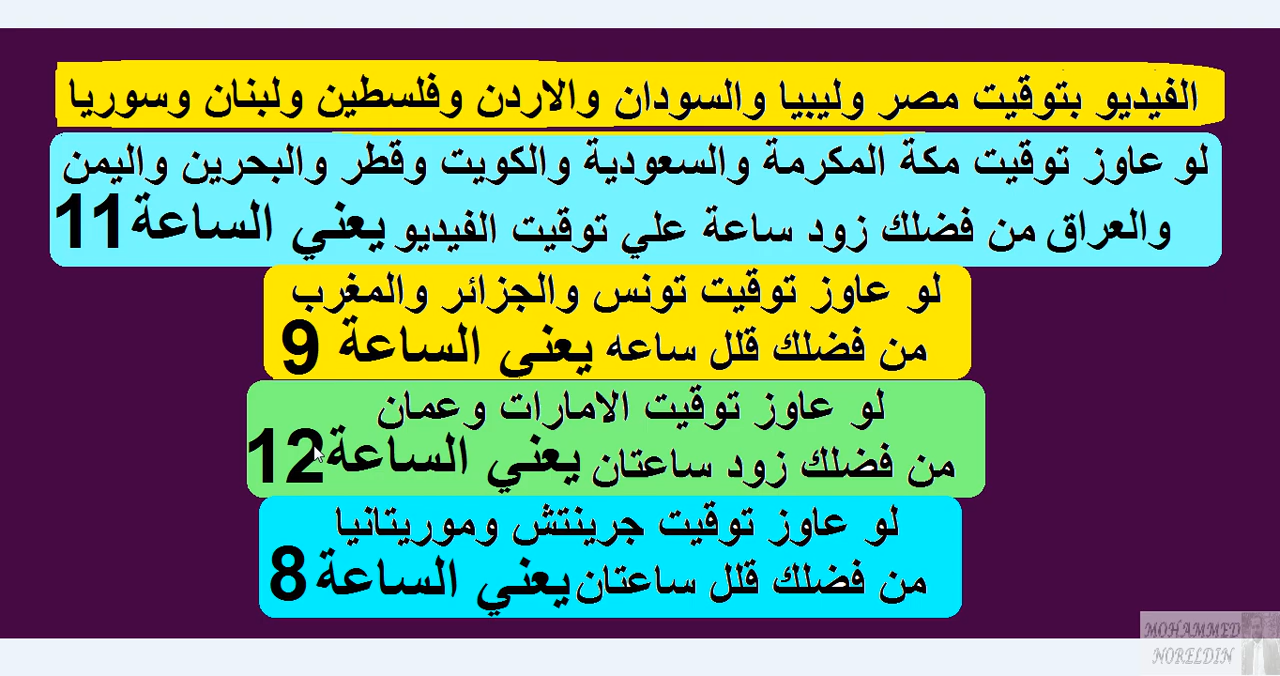 الفيديو بتوقيت مصر وليبيا والسودان والاردن وفلسطين ولبنان وسوريا
لو عاوز توقيت مكة المكرمة والسعودية والكويت وقطر والبحرين واليمن
والعراق من فضلك زود ساعة علي توقيت الفيديو يعني الساعة 11
لو عاوز توقيت تونس والجزائر والمغرب
من فضلك قلل ساعه يعني الساعة 9
لو عاوز توقيت الامارات وعمان
من فضلك زود ساعتان يعني الساعة 12
لو عاوز توقيت جرينتش وموريتانيا
من فضلك قلل ساعتان يعني الساعة 8
MOHAMMED
NORELDIN